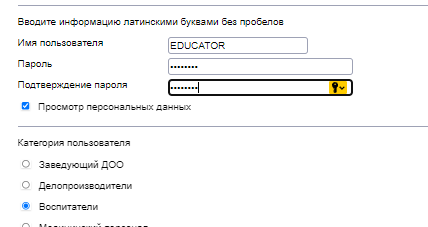 Вводите информацию латинскими буквами без пробелов
Имя пользователя
EDUCATOR
Пароль
••••••••
Подтверждение пароля
••••••••
Просмотр персональных данных
Категория пользователя
Заведующий ДОО
Делопроизводители
Воспитатели